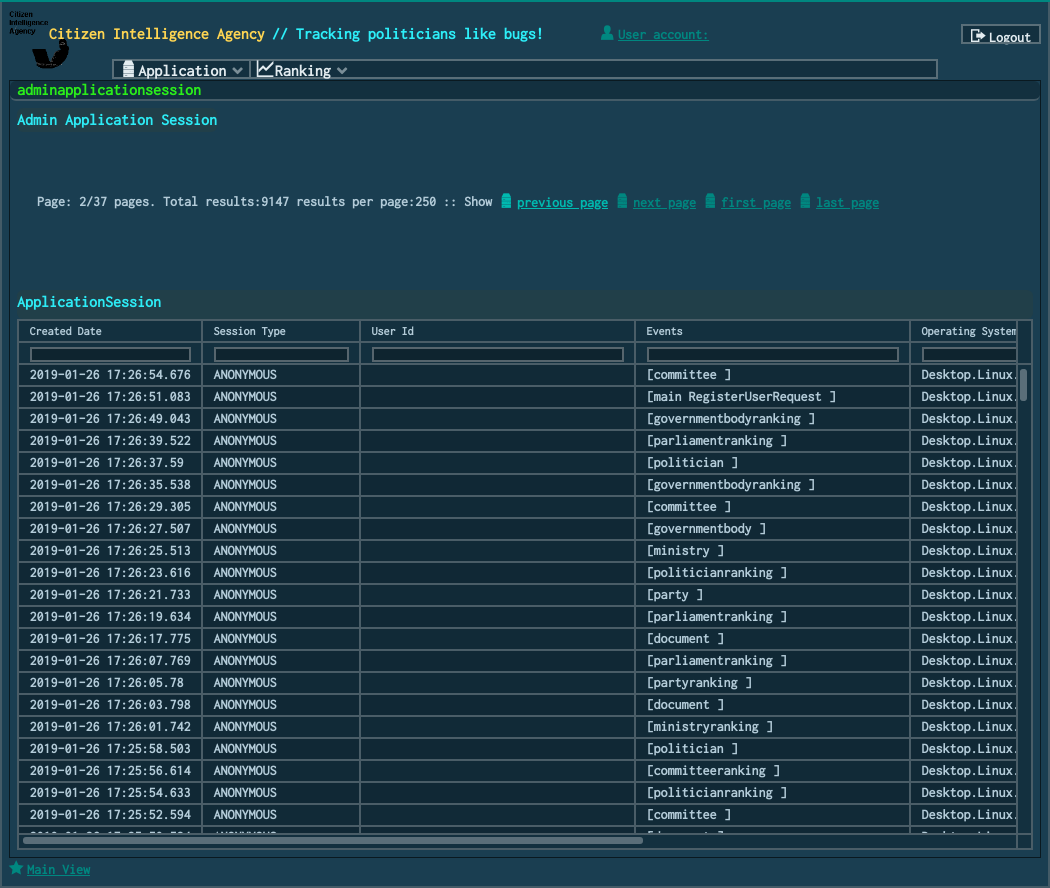 Citizen
Intelligence
Agency
Citizen Intelligence Agency // Tracking politicians like bugs!
User account:
Logout
Application Ranking
adminapplicationsession
Admin Application Session
Page: 2/37 pages. Total results:9147 results per page:250 :: Show previous page next page first page last page
ApplicationSession
Created Date Session Type User Id Events Operating System
2019-01-26 17:26:54.676 ANONYMOUS [committee ] Desktop.Linux.
2019-01-26 17:26:51.083 ANONYMOUS [main RegisterUserRequest ] Desktop.Linux.
2019-01-26 17:26:49.043 ANONYMOUS [governmentbodyranking ] Desktop.Linux.
2019-01-26 17:26:39.522 ANONYMOUS [parliamentranking ] Desktop.Linux.
2019-01-26 17:26:37.59 ANONYMOUS [politician ] Desktop.Linux.
2019-01-26 17:26:35.538 ANONYMOUS [governmentbodyranking ] Desktop.Linux.
2019-01-26 17:26:29.305 ANONYMOUS [committee ] Desktop.Linux.
2019-01-26 17:26:27.507 ANONYMOUS [governmentbody ] Desktop.Linux.
2019-01-26 17:26:25.513 ANONYMOUS [ministry ] Desktop.Linux.
2019-01-26 17:26:23.616 ANONYMOUS [politicianranking ] Desktop.Linux.
2019-01-26 17:26:21.733 ANONYMOUS [party ] Desktop.Linux.
2019-01-26 17:26:19.634 ANONYMOUS [parliamentranking ] Desktop.Linux.
2019-01-26 17:26:17.775 ANONYMOUS [document ] Desktop.Linux.
2019-01-26 17:26:07.769 ANONYMOUS [parliamentranking ] Desktop.Linux.
2019-01-26 17:26:05.78 ANONYMOUS [partyranking ] Desktop.Linux.
2019-01-26 17:26:03.798 ANONYMOUS [document ] Desktop.Linux.
2019-01-26 17:26:01.742 ANONYMOUS [ministryranking ] Desktop.Linux.
2019-01-26 17:25:58.503 ANONYMOUS [politician ] Desktop.Linux.
2019-01-26 17:25:56.614 ANONYMOUS [committeeranking ] Desktop.Linux.
2019-01-26 17:25:54.633 ANONYMOUS [politicianranking ] Desktop.Linux.
2019-01-26 17:25:52.594 ANONYMOUS [committee ] Desktop.Linux.
Main View